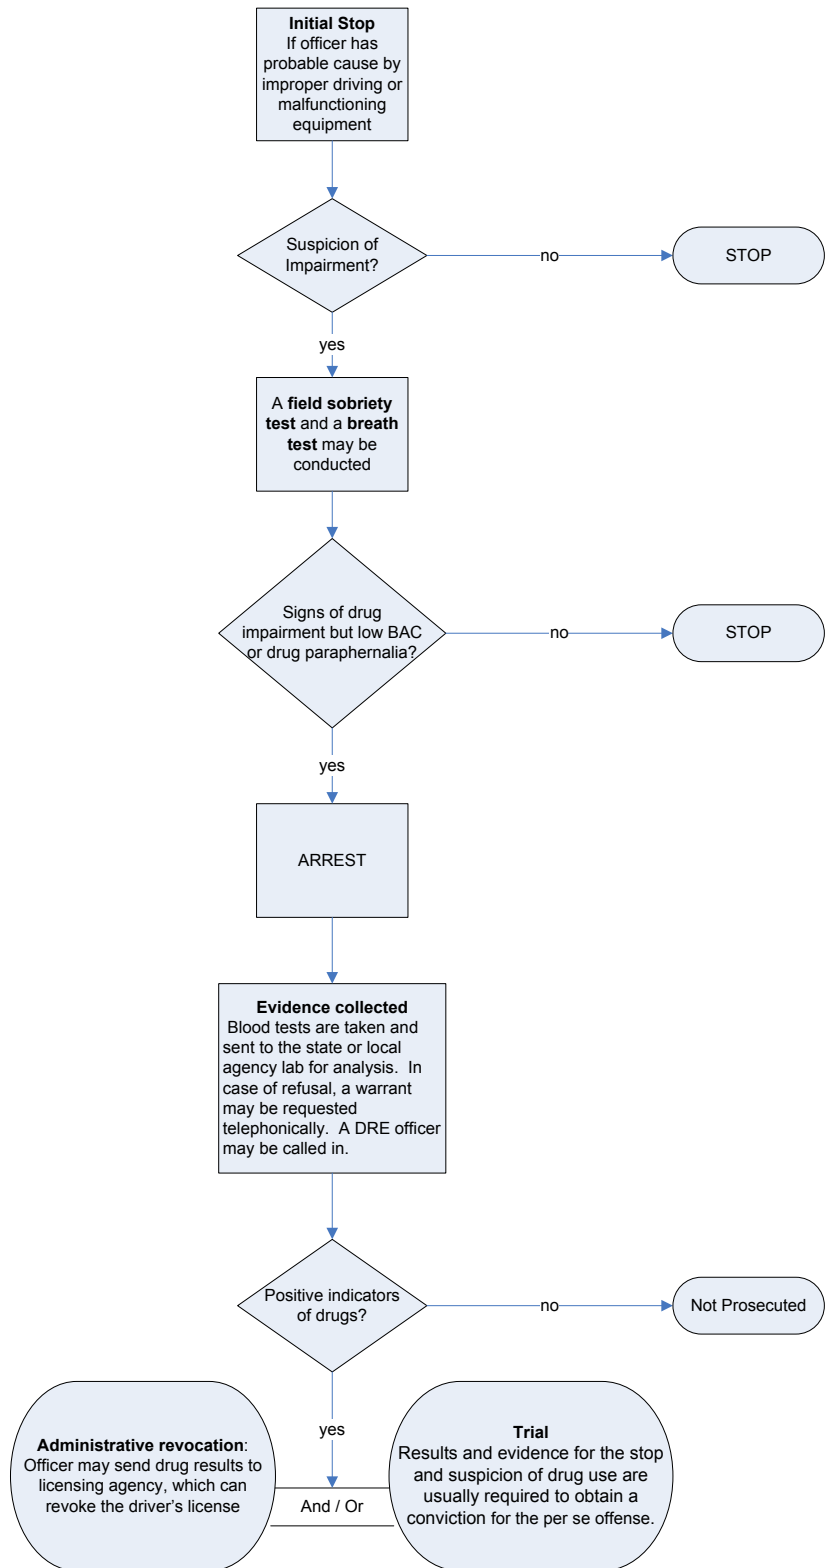 Initial Stop
If officer has
probable cause by
improper driving or
malfunctioning
equipment
Suspicion of
Impairment?
no
STOP
yes
A field sobriety
test and a breath
test may be
conducted
Signs of drug
impairment but low BAC
or drug paraphernalia?
no
STOP
yes
ARREST
Evidence collected
Blood tests are taken and
sent to the state or local
agency lab for analysis. In
case of refusal, a warrant
may be requested
telephonically. A DRE officer
may be called in.
Positive indicators
of drugs?
no
Not Prosecuted
yes
Administrative revocation:
Officer may send drug results to
licensing agency, which can
revoke the driver's license
And / Or
Trial
Results and evidence for the stop
and suspicion of drug use are
usually required to obtain a
conviction for the per se offense.